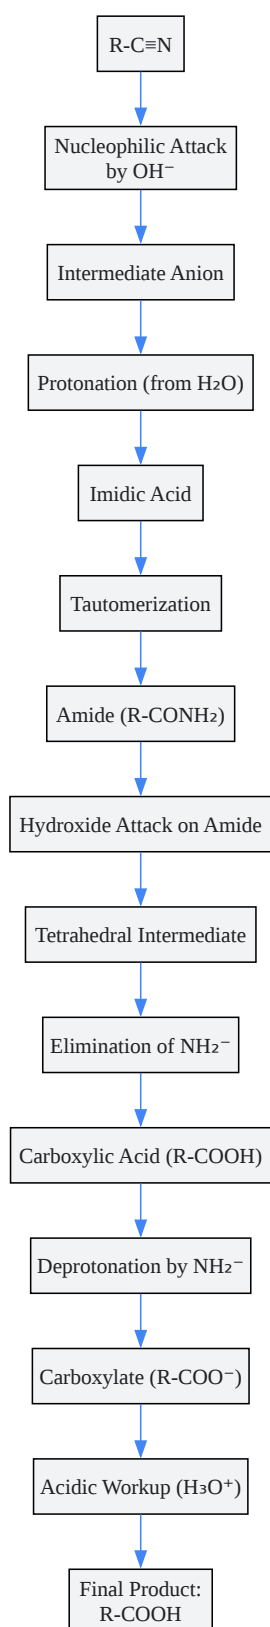 R-C≡N
Nucleophilic Attack
by OH⁻
Intermediate Anion
Protonation (from H₂O)
Imidic Acid
Tautomerization
Amide (R-CONH₂)
Hydroxide Attack on Amide
Tetrahedral Intermediate
Elimination of NH₂⁻
Carboxylic Acid (R-COOH)
Deprotonation by NH₂⁻
Carboxylate (R-COO⁻)
Acidic Workup (H₃O⁺)
Final Product:
R-COOH